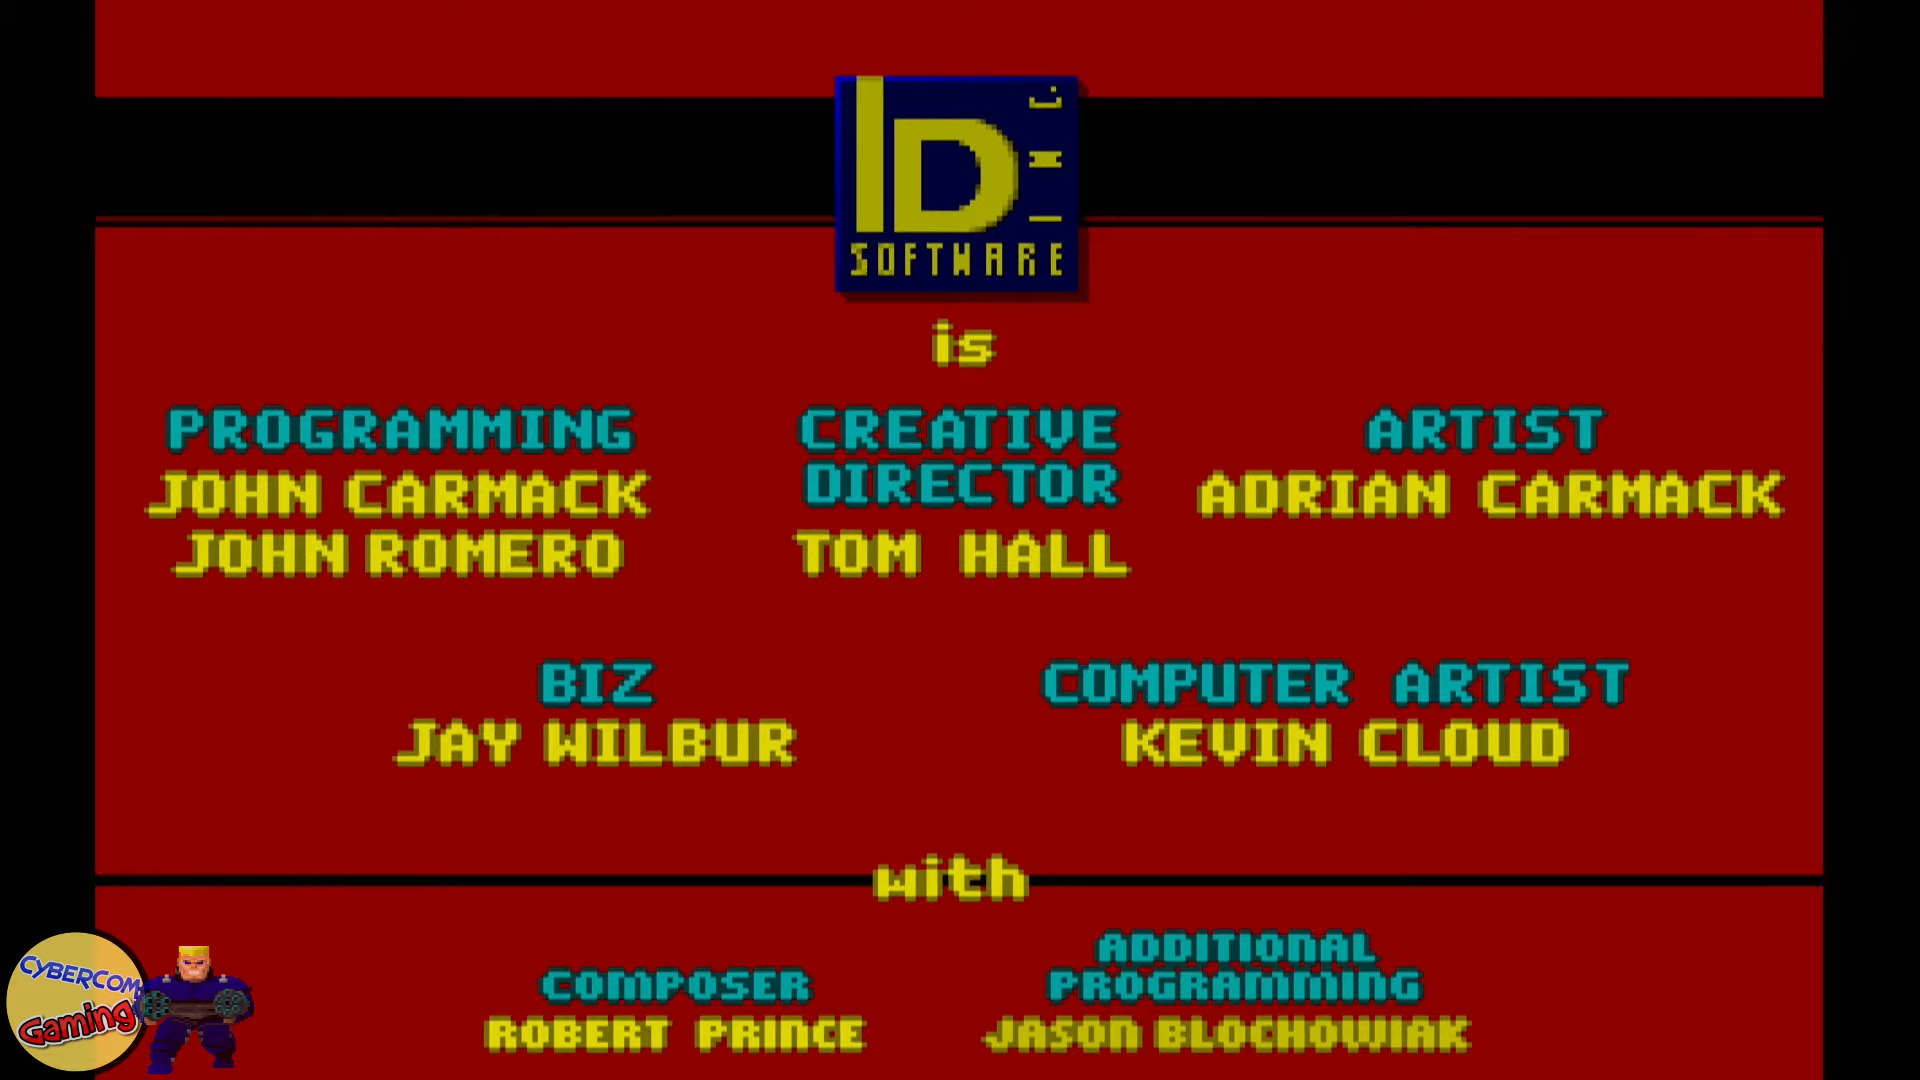 ID
SOFTWARE
INC.
is
PROGRAMMING
JOHN CARMACK
JOHN ROMERO
CREATIVE
DIRECTOR
TOM HALL
ARTIST
ADRIAN CARMACK
BIZ
JAY WILBUR
COMPUTER ARTIST
KEVIN CLOUD
with
COMPOSER
ROBERT PRINCE
ADDITIONAL
PROGRAMMING
JASON BLOCHOWIAK
CYBERCOM
Gaming